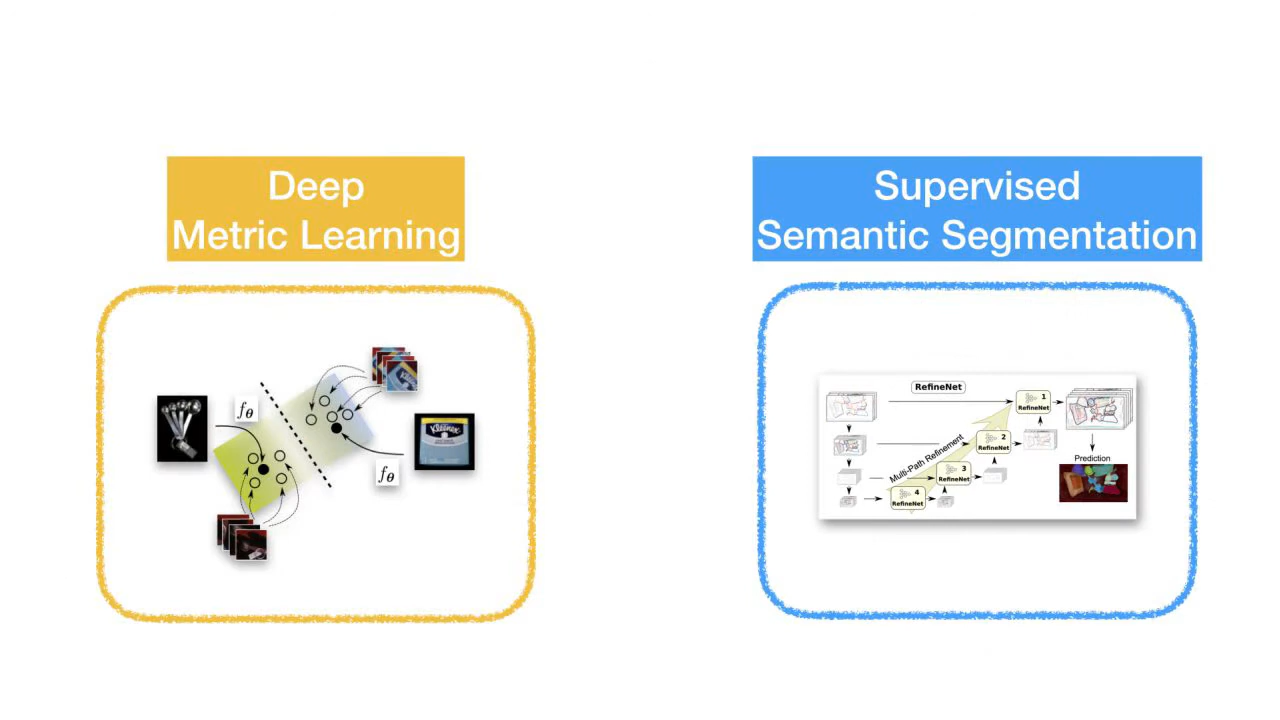 Deep
Metric Learning
Supervised
Semantic Segmentation
fθ
Kleenex
fθ
RefineNet
1
RefineNet
2
RefineNet
Multi-Path Refinement
3
RefineNet
4
RefineNet
Prediction